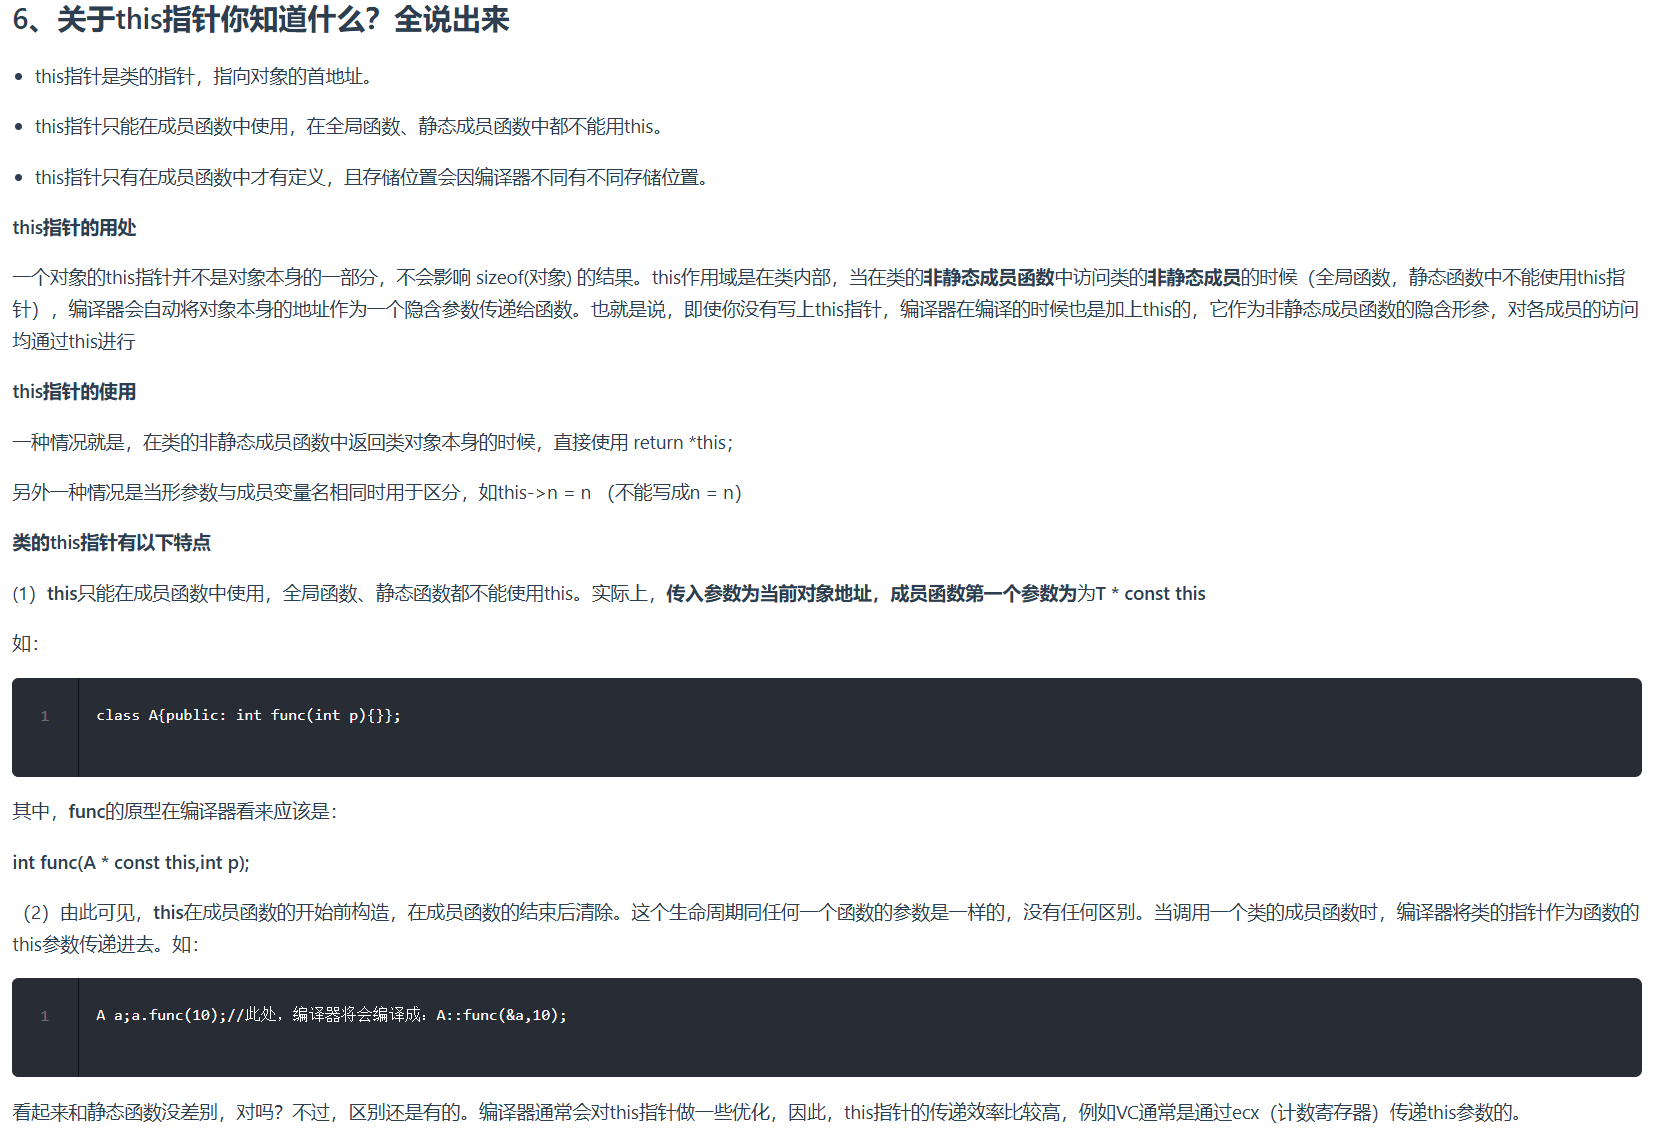 6、关于this指针你知道什么？全说出来
this指针是类的指针，指向对象的首地址。
this指针只能在成员函数中使用，在全局函数、静态成员函数中都不能用this。
this指针只有在成员函数中才有定义，且存储位置会因编译器不同有不同存储位置。
this指针的用处
一个对象的this指针并不是对象本身的一部分，不会影响 sizeof(对象) 的结果。this作用域是在类内部，当在类的非静态成员函数中访问类的非静态成员的时候（全局函数，静态函数中不能使用this指
针），编译器会自动将对象本身的地址作为一个隐含参数传递给函数。也就是说，即使你没有写上this指针，编译器在编译的时候也是加上this的，它作为非静态成员函数的隐含形参，对各成员的访问
均通过this进行
this指针的使用
一种情况就是，在类的非静态成员函数中返回类对象本身的时候，直接使用 return *this；
另外一种情况是当形参数与成员变量名相同时用于区分，如this->n = n （不能写成n = n）
类的this指针有以下特点
(1）this只能在成员函数中使用，全局函数、静态函数都不能使用this。实际上，传入参数为当前对象地址，成员函数第一个参数为为T * const this
如：
1 class A{public: int func(int p){}};
其中，func的原型在编译器看来应该是：
int func(A * const this,int p);
（2）由此可见，this在成员函数的开始前构造，在成员函数的结束后清除。这个生命周期同任何一个函数的参数是一样的，没有任何区别。当调用一个类的成员函数时，编译器将类的指针作为函数的
this参数传递进去。如：
1 A a;a.func(10);//此处，编译器将会编译成：A::func(&a,10);
看起来和静态函数没差别，对吗？不过，区别还是有的。编译器通常会对this指针做一些优化，因此，this指针的传递效率比较高，例如VC通常是通过ecx（计数寄存器）传递this参数的。